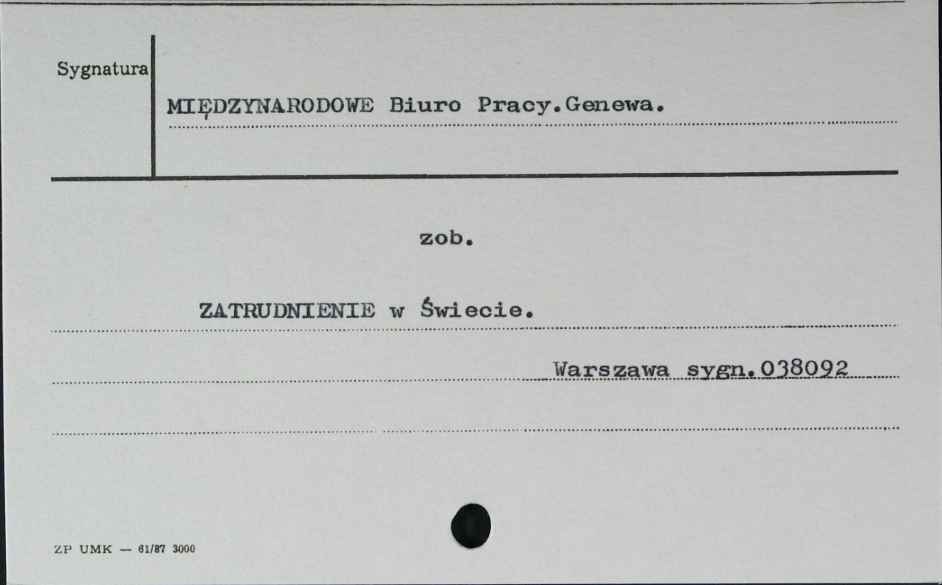 Sygnatura
MIĘDZYNARODOWE Biuro Pracy.Genewa.
zob.
ZATRUDNIENIE w Świecie.
Warszawa sygn.038092
ZP UMK — 61/87 3000